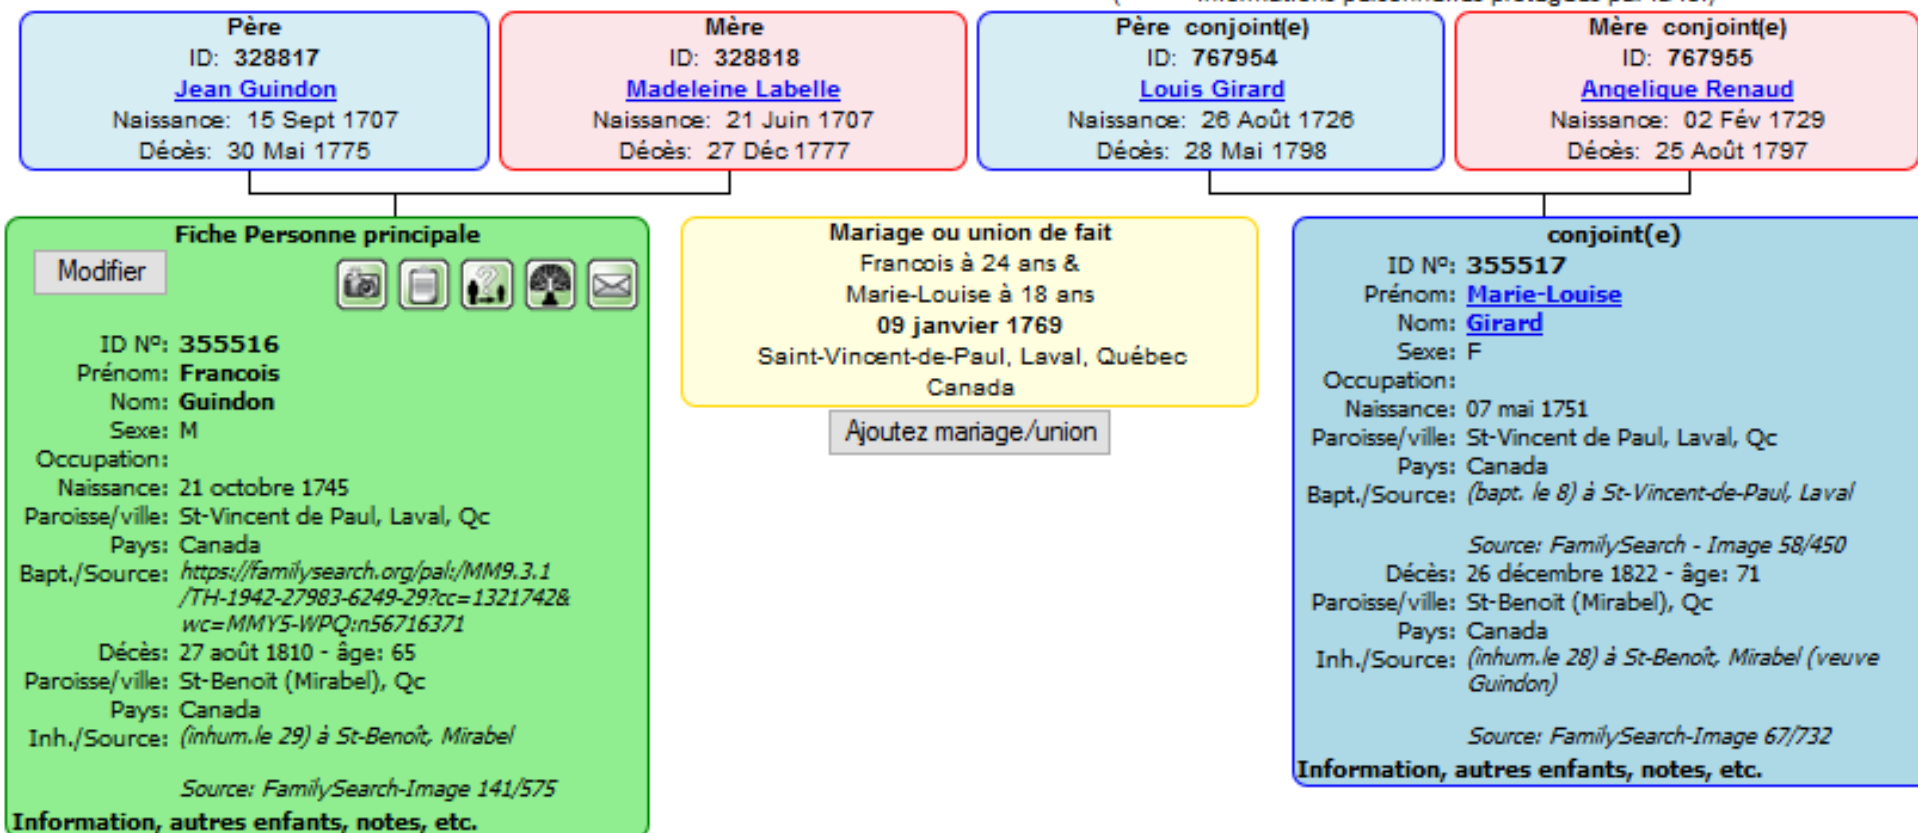 Père
ID: 328817
Jean Guindon
Naissance: 15 Sept 1707
Décès: 30 Mai 1775
Mère
ID: 328818
Madeleine Labelle
Naissance: 21 Juin 1707
Décès: 27 Déc 1777
Père conjoint(e)
ID: 767954
Louis Girard
Naissance: 26 Août 1726
Décès: 28 Mai 1798
Mère conjoint(e)
ID: 767955
Angelique Renaud
Naissance: 02 Fév 1729
Décès: 25 Août 1797
Fiche Personne principale
Modifier
ID Nº: 355516
Prénom: Francois
Nom: Guindon
Sexe: M
Occupation:
Naissance: 21 octobre 1745
Paroisse/ville: St-Vincent de Paul, Laval, Qc
Pays: Canada
Bapt./Source: https://familysearch.org/pal:/MM9.3.1
/TH-1942-27983-6249-29?cc=1321742&
wc=MMY5-WPQ:n56716371
Décès: 27 août 1810 - âge: 65
Paroisse/ville: St-Benoit (Mirabel), Qc
Pays: Canada
Inh./Source: (inhum.le 29) à St-Benoît, Mirabel
Source: FamilySearch-Image 141/575
Information, autres enfants, notes, etc.
Mariage ou union de fait
Francois à 24 ans &
Marie-Louise à 18 ans
09 janvier 1769
Saint-Vincent-de-Paul, Laval, Québec
Canada
Ajoutez mariage/union
conjoint(e)
ID Nº: 355517
Prénom: Marie-Louise
Nom: Girard
Sexe: F
Occupation:
Naissance: 07 mai 1751
Paroisse/ville: St-Vincent de Paul, Laval, Qc
Pays: Canada
Bapt./Source: (bapt. le 8) à St-Vincent-de-Paul, Laval
Source: FamilySearch - Image 58/450
Décès: 26 décembre 1822 - âge: 71
Paroisse/ville: St-Benoit (Mirabel), Qc
Pays: Canada
Inh./Source: (inhum.le 28) à St-Benoît, Mirabel (veuve
Guindon)
Source: FamilySearch-Image 67/732
Information, autres enfants, notes, etc.